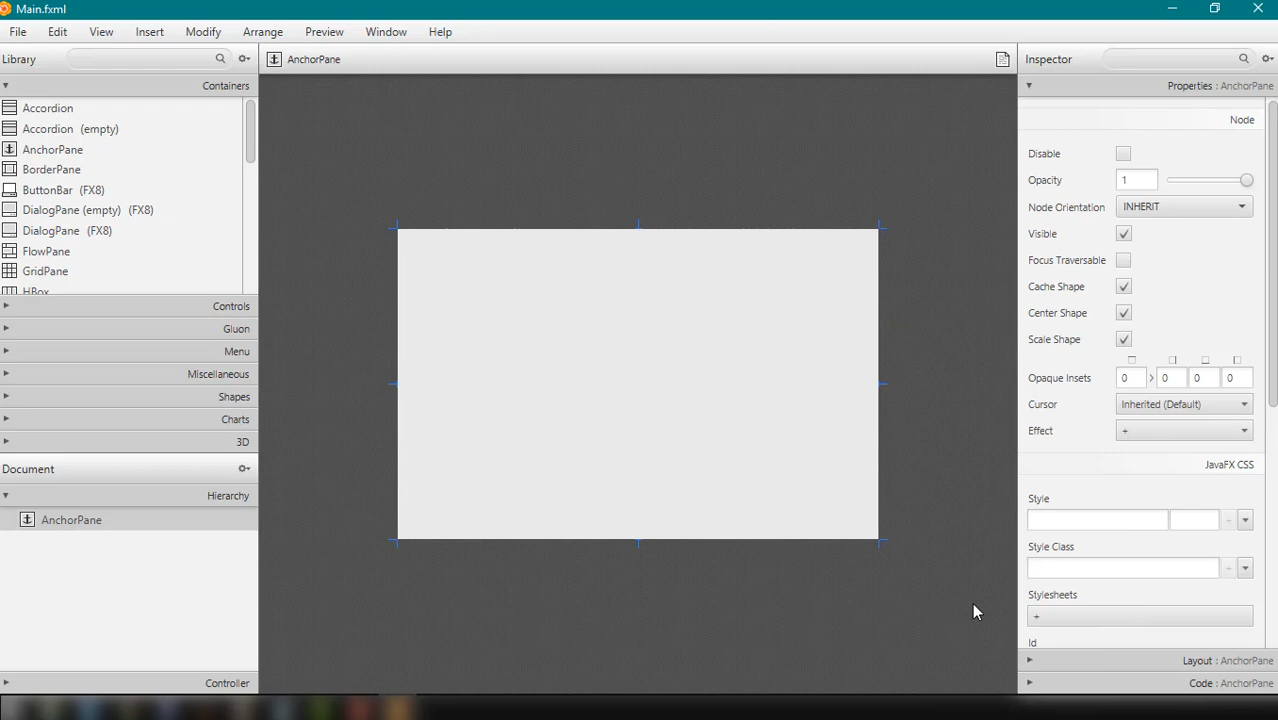 Main.fxml
File Edit View Insert Modify Arrange Preview Window Help
Library
Containers
Accordion
Accordion (empty)
AnchorPane
BorderPane
ButtonBar (FX8)
DialogPane (empty) (FX8)
DialogPane (FX8)
FlowPane
GridPane
HBox
Controls
Gluon
Menu
Miscellaneous
Shapes
Charts
3D
Document
Hierarchy
AnchorPane
Controller
AnchorPane
Inspector
Properties : AnchorPane
Node
Disable
Opacity 1
Node Orientation INHERIT
Visible
Focus Traversable
Cache Shape
Center Shape
Scale Shape
Opaque Insets 0 0 0 0
Cursor Inherited (Default)
Effect +
JavaFX CSS
Style
+
Style Class
+
Stylesheets
+
Id
Layout : AnchorPane
Code : AnchorPane